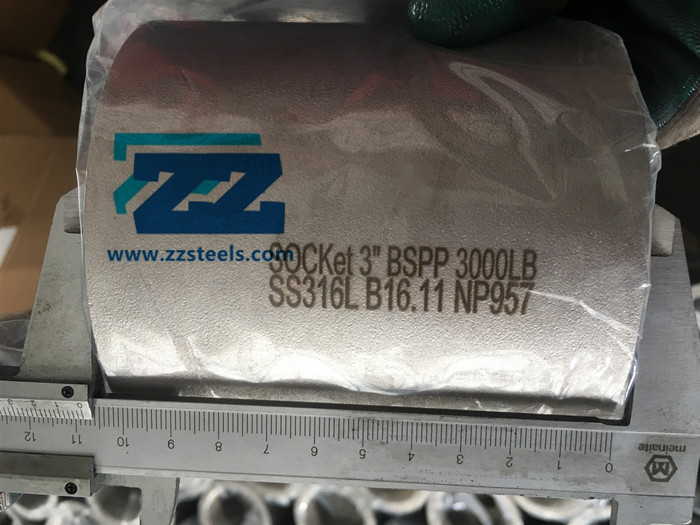 ZZ
www.zzsteels.com
SOCKet 3" BSPP 3000LB
SS316L B16.11 NP957
12 11 10 9 8 7 6 5 4 3 2 1 0
meinaite